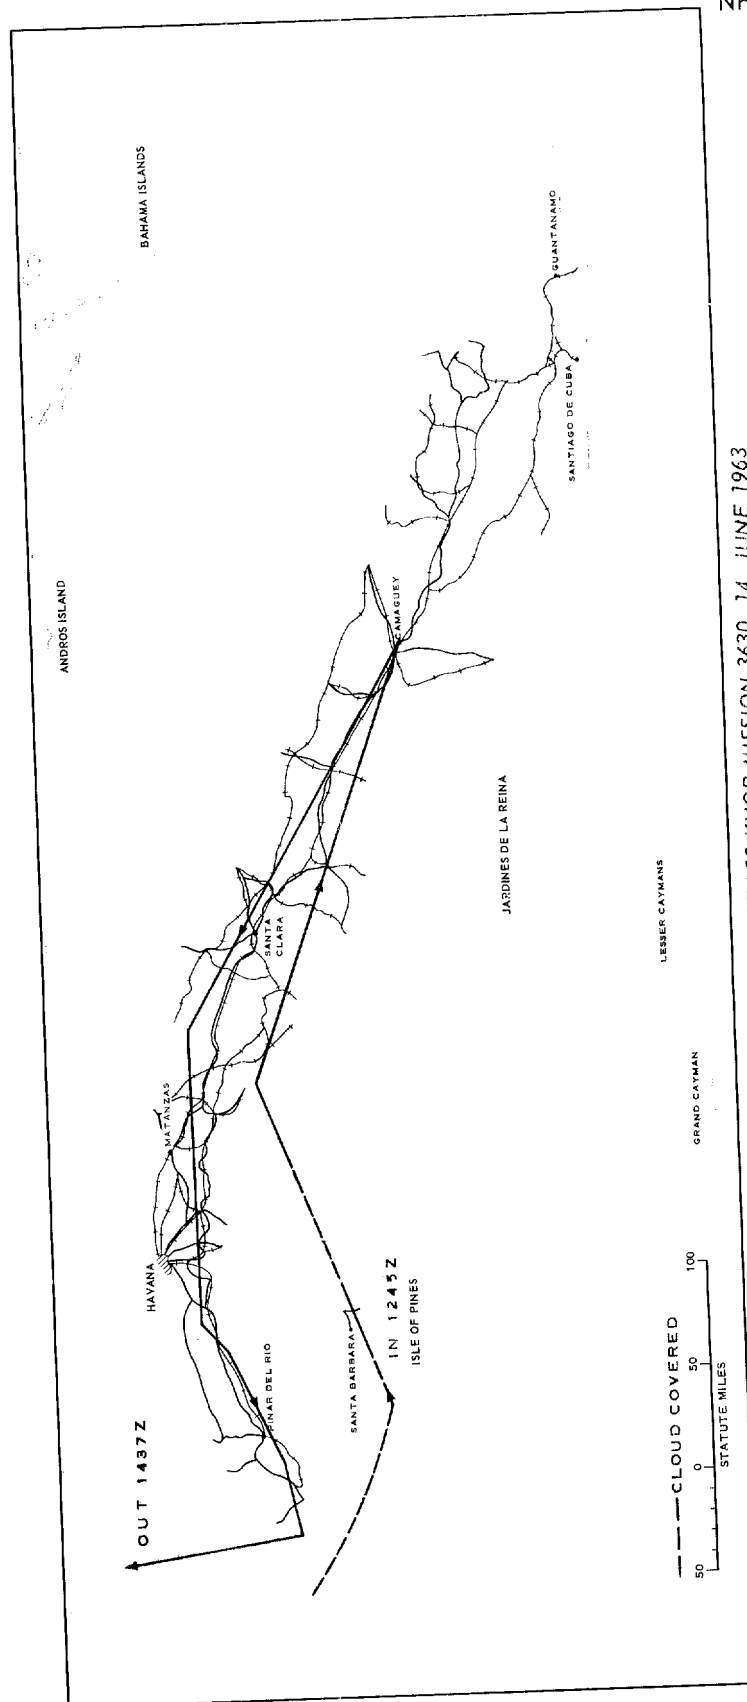 BAHAMA ISLANDS
ANDROS ISLAND
GUANTANAMO
SANTIAGO DE CUBA
CAMAGUEY
JARDINES DE LA REINA
SANTA
CLARA
LESSER CAYMANS
MATANZAS
GRAND CAYMAN
HAVANA
IN 1245Z
ISLE OF PINES
SANTA BARBARA
PINAR DEL RIO
OUT 1437Z
CLOUD COVERED
50 0 50 100
STATUTE MILES
MISSION 3630, 14 JUNE 1963